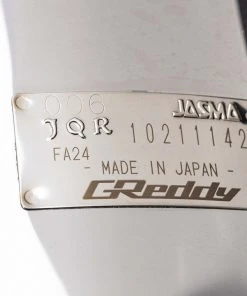 006 JASMA
JQR 10211142
FA24
- MADE IN JAPAN -
GReddy